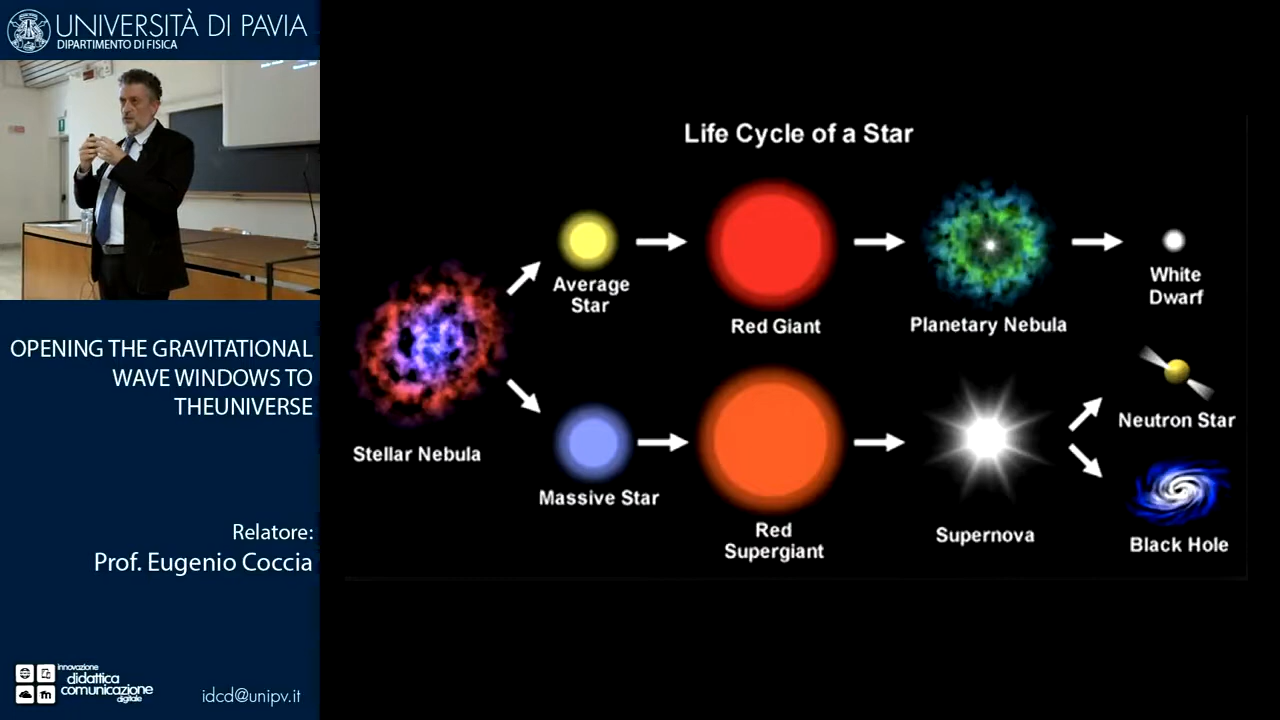 UNIVERSITÀ DI PAVIA
DIPARTIMENTO DI FISICA
OPENING THE GRAVITATIONAL
WAVE WINDOWS TO
THEUNIVERSE
Relatore:
Prof. Eugenio Coccia
innovazione
didattica
comunicazione
digitale
idcd@unipv.it
Life Cycle of a Star
Stellar Nebula
Average
Star
Red Giant
Planetary Nebula
White
Dwarf
Massive Star
Red
Supergiant
Supernova
Neutron Star
Black Hole